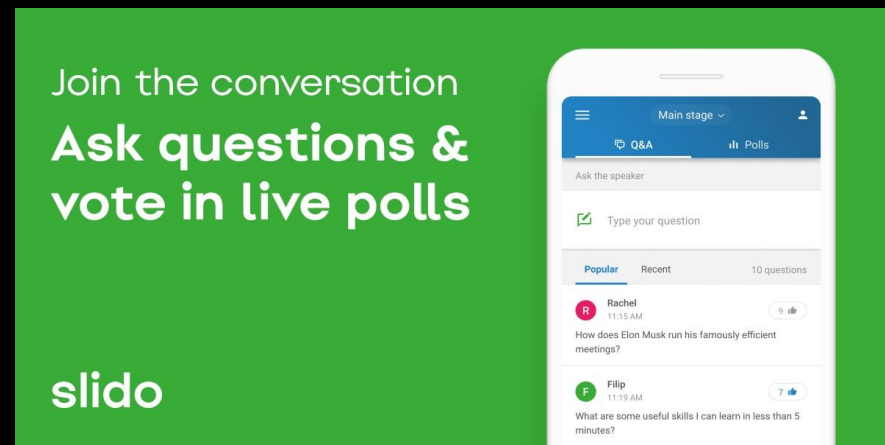 Join the conversation
Ask questions &
vote in live polls
slido
Main stage
Q&A
Polls
Ask the speaker
Type your question
Popular
Recent
10 questions
R
Rachel
9
11:15 AM
How does Elon Musk run his famously efficient
meetings?
F
Filip
7
11:19 AM
What are some useful skills I can learn in less than 5
minutes?